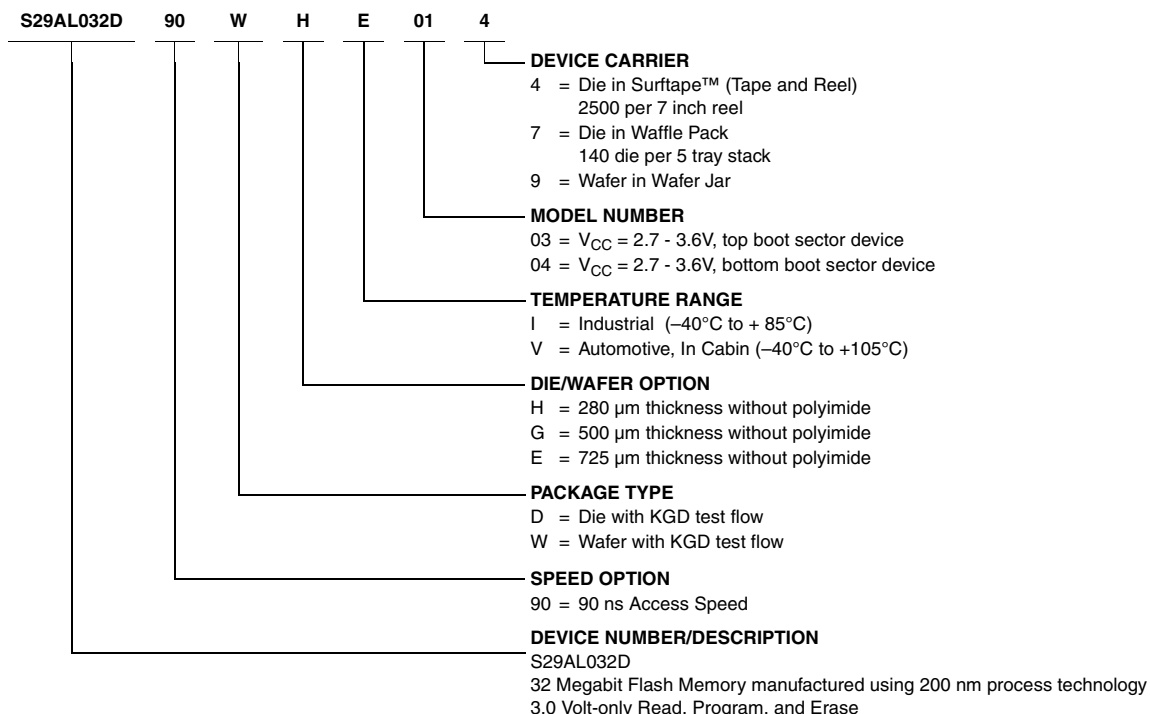 S29AL032D 90 W H E 01 4
DEVICE CARRIER
4 = Die in Surftape™ (Tape and Reel)
2500 per 7 inch reel
7 = Die in Waffle Pack
140 die per 5 tray stack
9 = Wafer in Wafer Jar
MODEL NUMBER
03 = VCC = 2.7 - 3.6V, top boot sector device
04 = VCC = 2.7 - 3.6V, bottom boot sector device
TEMPERATURE RANGE
I = Industrial (–40°C to + 85°C)
V = Automotive, In Cabin (–40°C to +105°C)
DIE/WAFER OPTION
H = 280 µm thickness without polyimide
G = 500 µm thickness without polyimide
E = 725 µm thickness without polyimide
PACKAGE TYPE
D = Die with KGD test flow
W = Wafer with KGD test flow
SPEED OPTION
90 = 90 ns Access Speed
DEVICE NUMBER/DESCRIPTION
S29AL032D
32 Megabit Flash Memory manufactured using 200 nm process technology
3.0 Volt-only Read, Program, and Erase